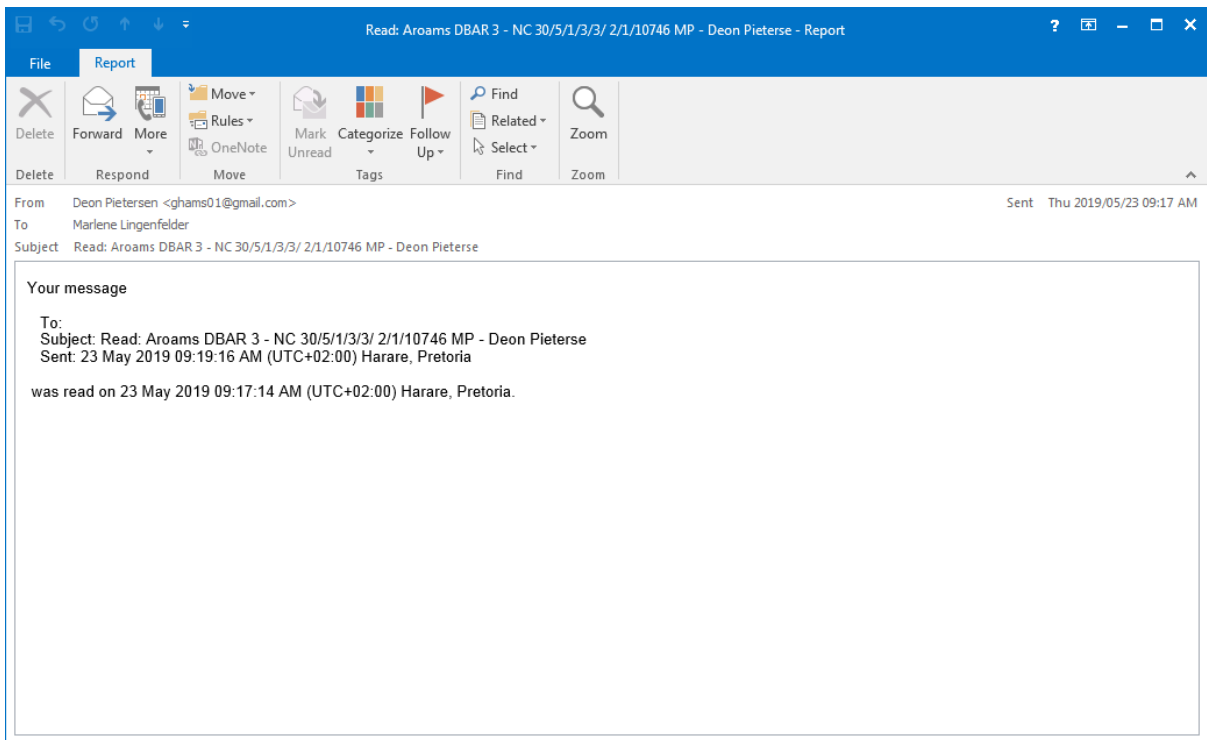 Read: Aroams DBAR 3 - NC 30/5/1/3/3/ 2/1/10746 MP - Deon Pieterse - Report
?
File Report
Delete Forward More Move Rules OneNote Mark Unread Categorize Follow Up Find Related Select Zoom
Delete Respond Move Tags Find Zoom
From Deon Pietersen <ghams01@gmail.com> Sent Thu 2019/05/23 09:17 AM
To Marlene Lingenfelder
Subject Read: Aroams DBAR 3 - NC 30/5/1/3/3/ 2/1/10746 MP - Deon Pieterse
Your message
To:
Subject: Read: Aroams DBAR 3 - NC 30/5/1/3/3/ 2/1/10746 MP - Deon Pieterse
Sent: 23 May 2019 09:19:16 AM (UTC+02:00) Harare, Pretoria
was read on 23 May 2019 09:17:14 AM (UTC+02:00) Harare, Pretoria.